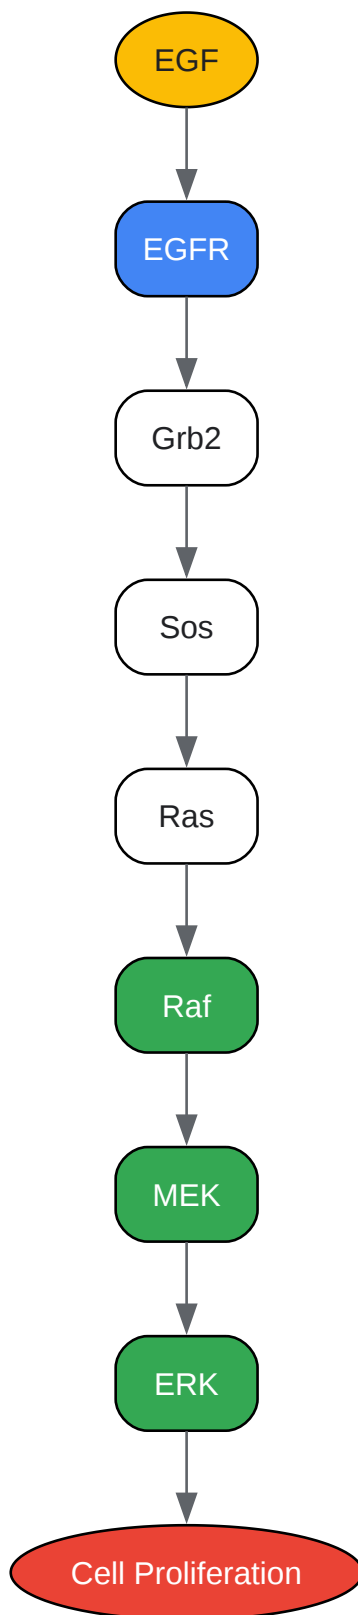 EGF
EGFR
Grb2
Sos
Ras
Raf
MEK
ERK
Cell Proliferation